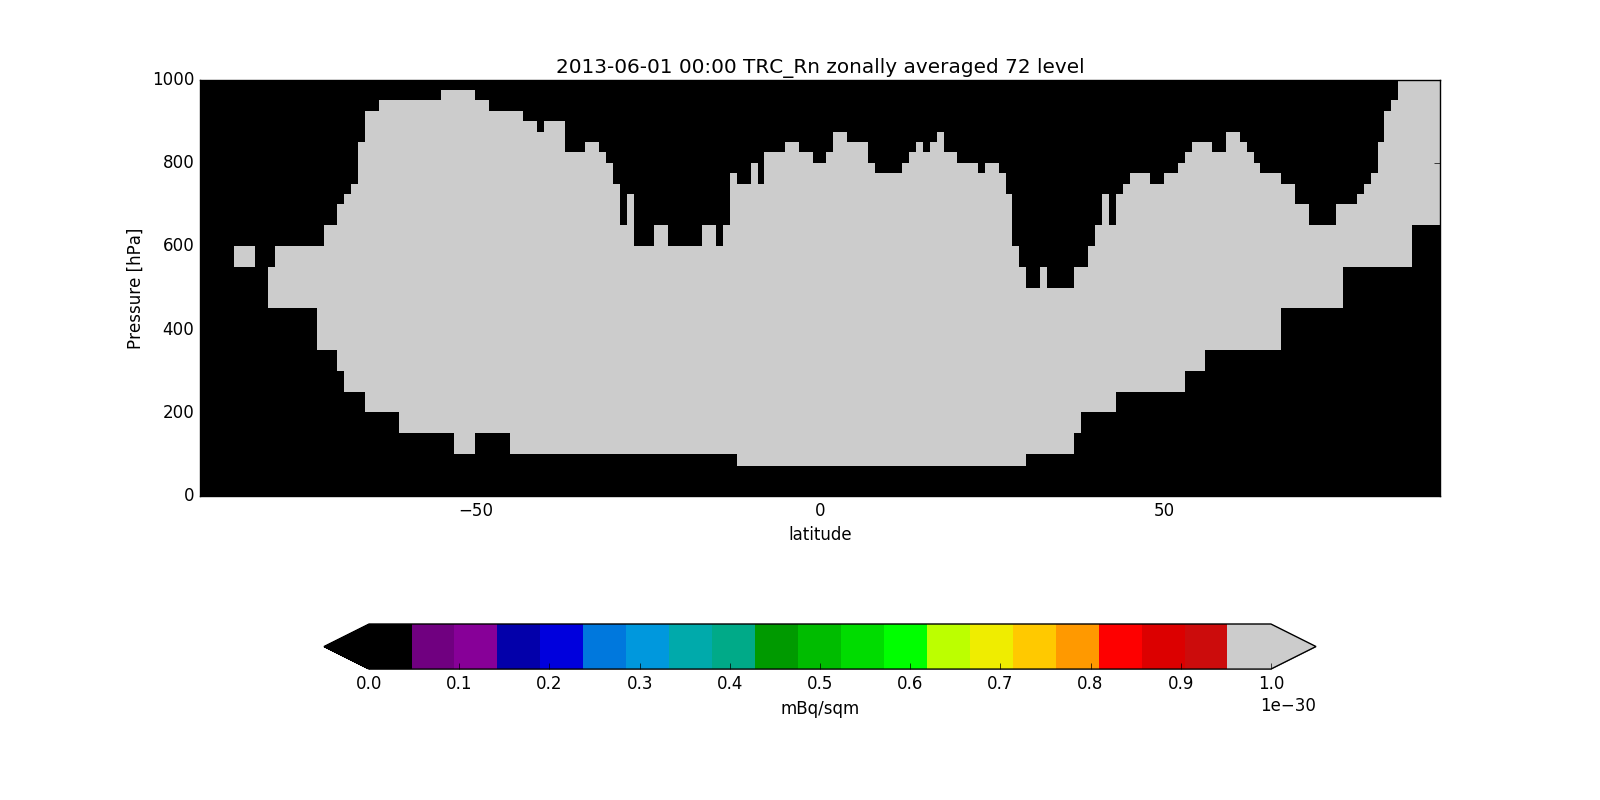 2013-06-01 00:00 TRC_Rn zonally averaged 72 level
1000
800
600
400
200
0
Pressure [hPa]
−50 0 50
latitude
0.0 0.1 0.2 0.3 0.4 0.5 0.6 0.7 0.8 0.9 1.0
1e−30
mBq/sqm